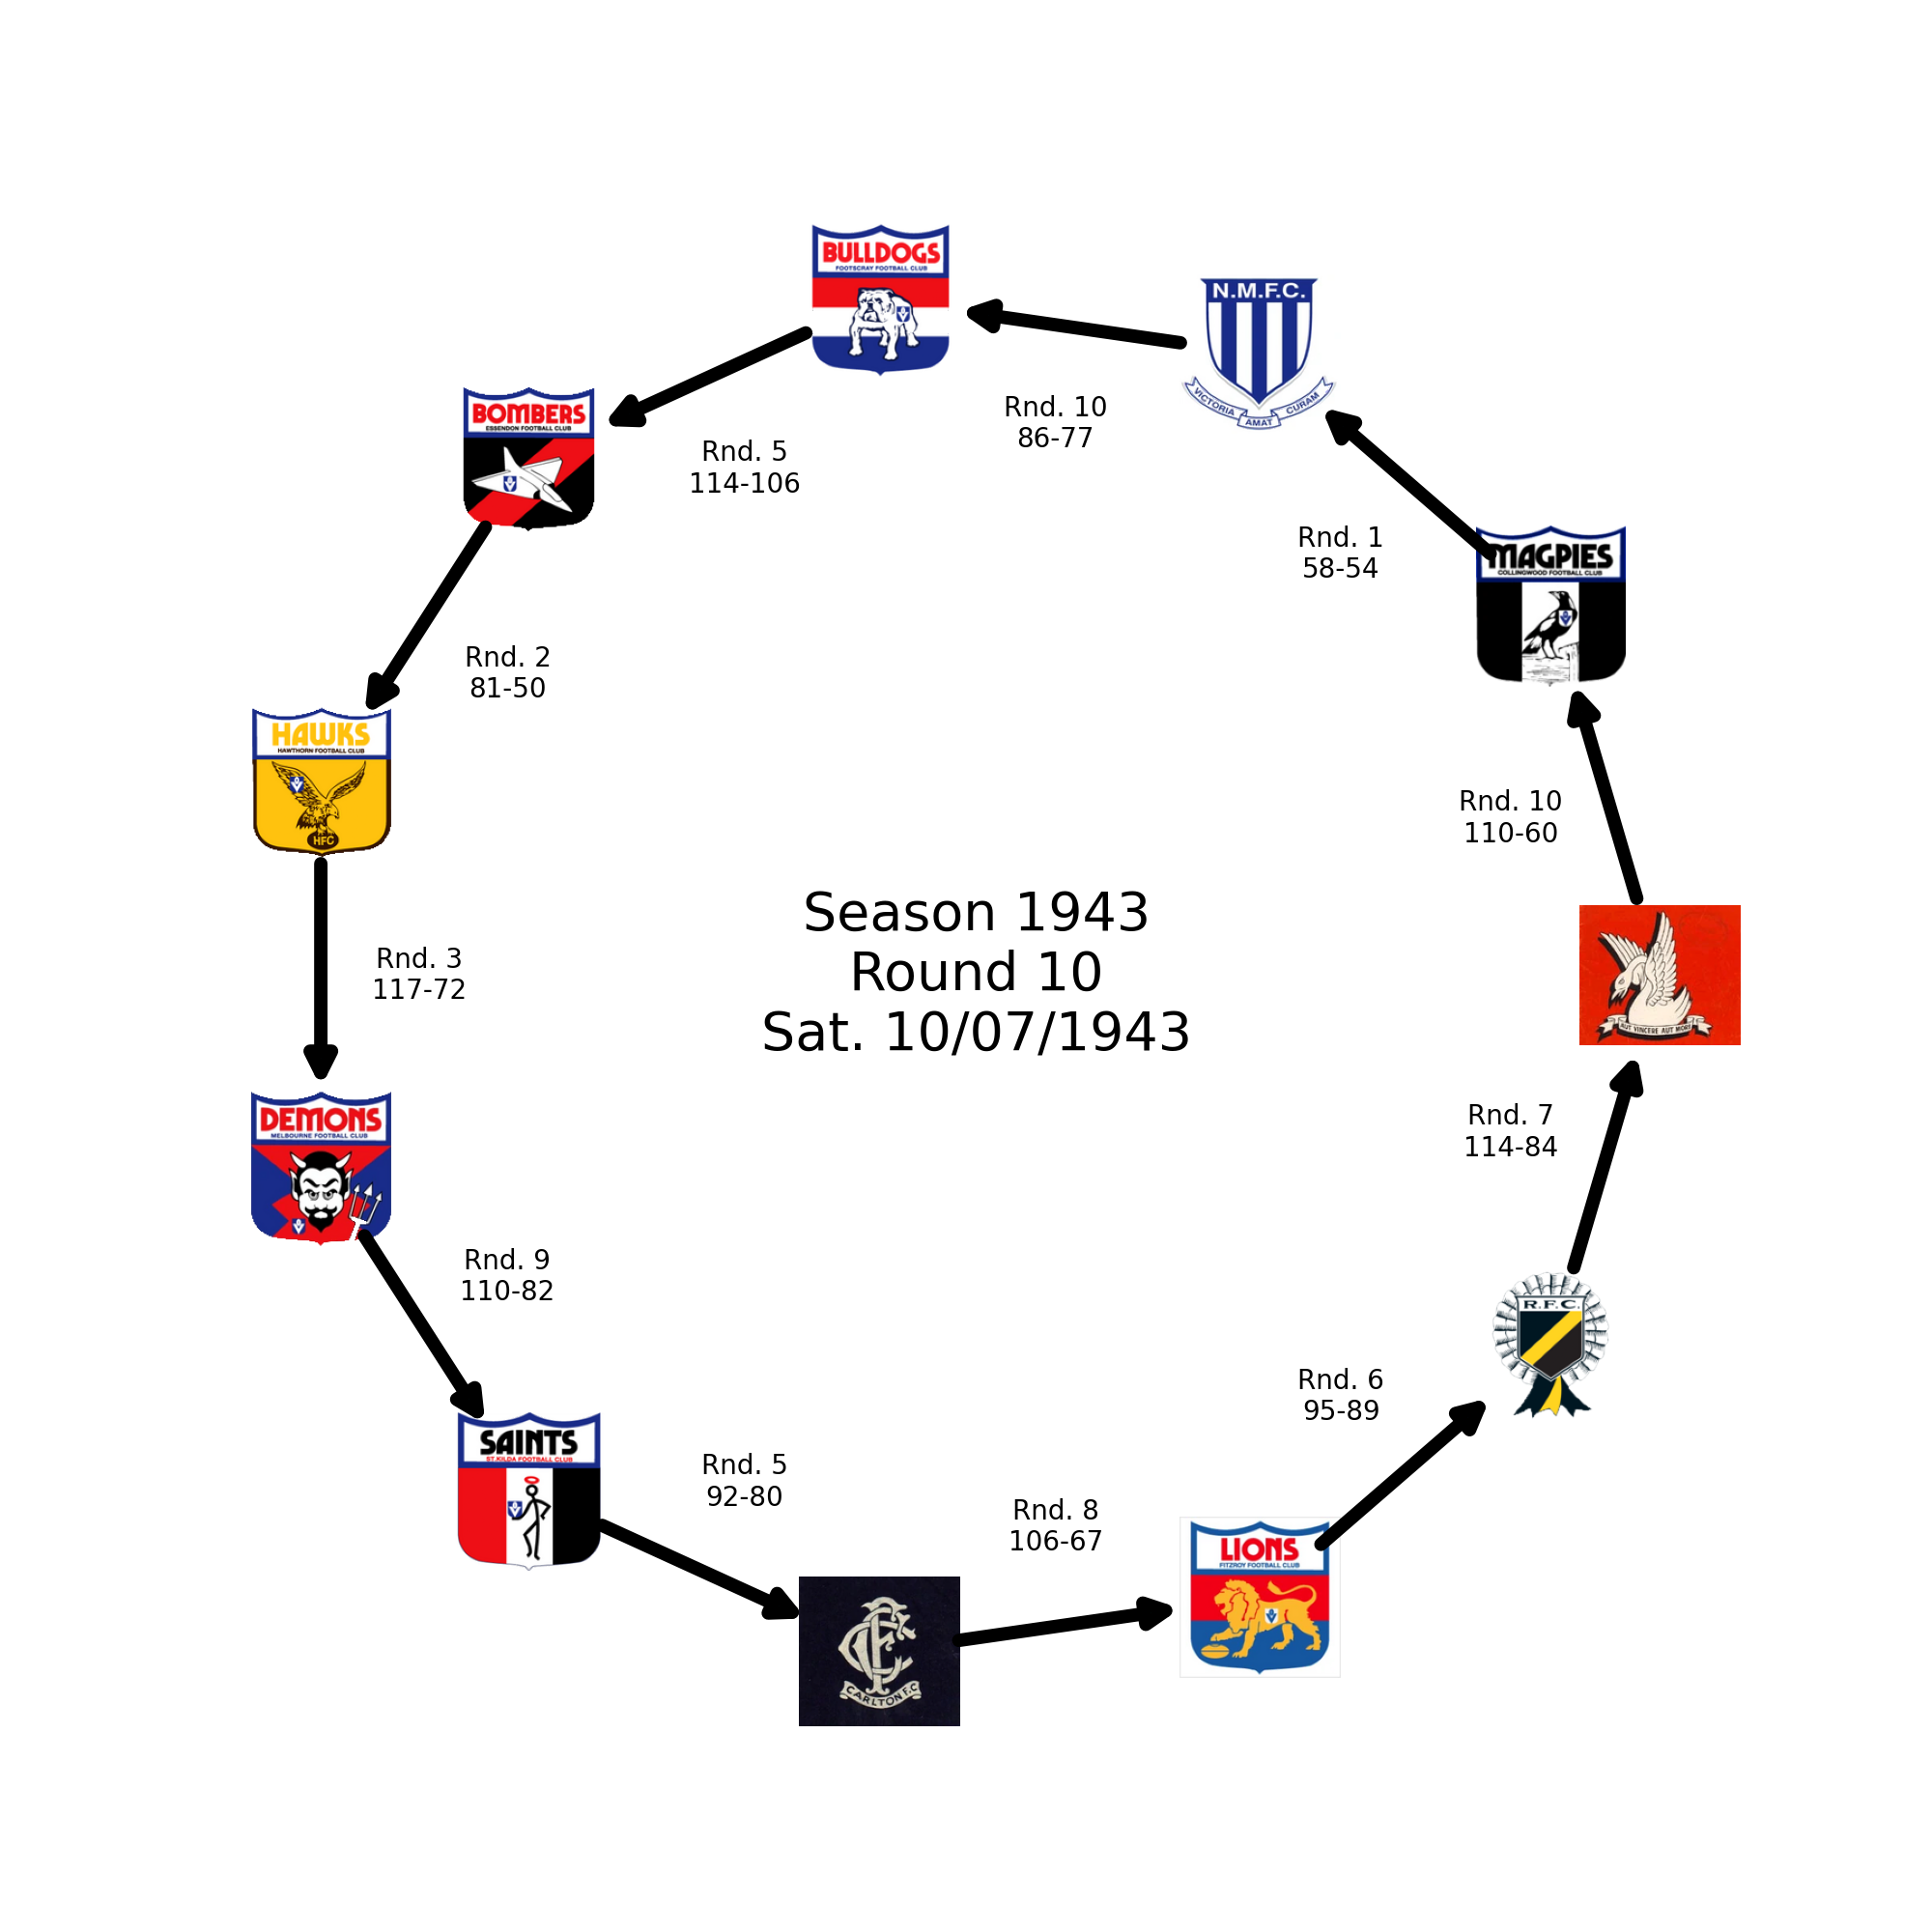 BULLDOGS
FOOTSCRAY FOOTBALL CLUB
N.M.F.C.
VICTORIA AMAT CURAM
Rnd. 10
86-77
BOMBERS
ESSENDON FOOTBALL CLUB
Rnd. 5
114-106
Rnd. 1
58-54
MAGPIES
COLLINGWOOD FOOTBALL CLUB
Rnd. 2
81-50
HAWKS
HAWTHORN FOOTBALL CLUB
HFC
Rnd. 10
110-60
Season 1943
Round 10
Sat. 10/07/1943
Rnd. 3
117-72
AUT VINCERE AUT MORI
DEMONS
MELBOURNE FOOTBALL CLUB
Rnd. 7
114-84
Rnd. 9
110-82
R.F.C.
Rnd. 6
95-89
SAINTS
ST.KILDA FOOTBALL CLUB
Rnd. 5
92-80
Rnd. 8
106-67
LIONS
FITZROY FOOTBALL CLUB
CFC
CARLTON F.C